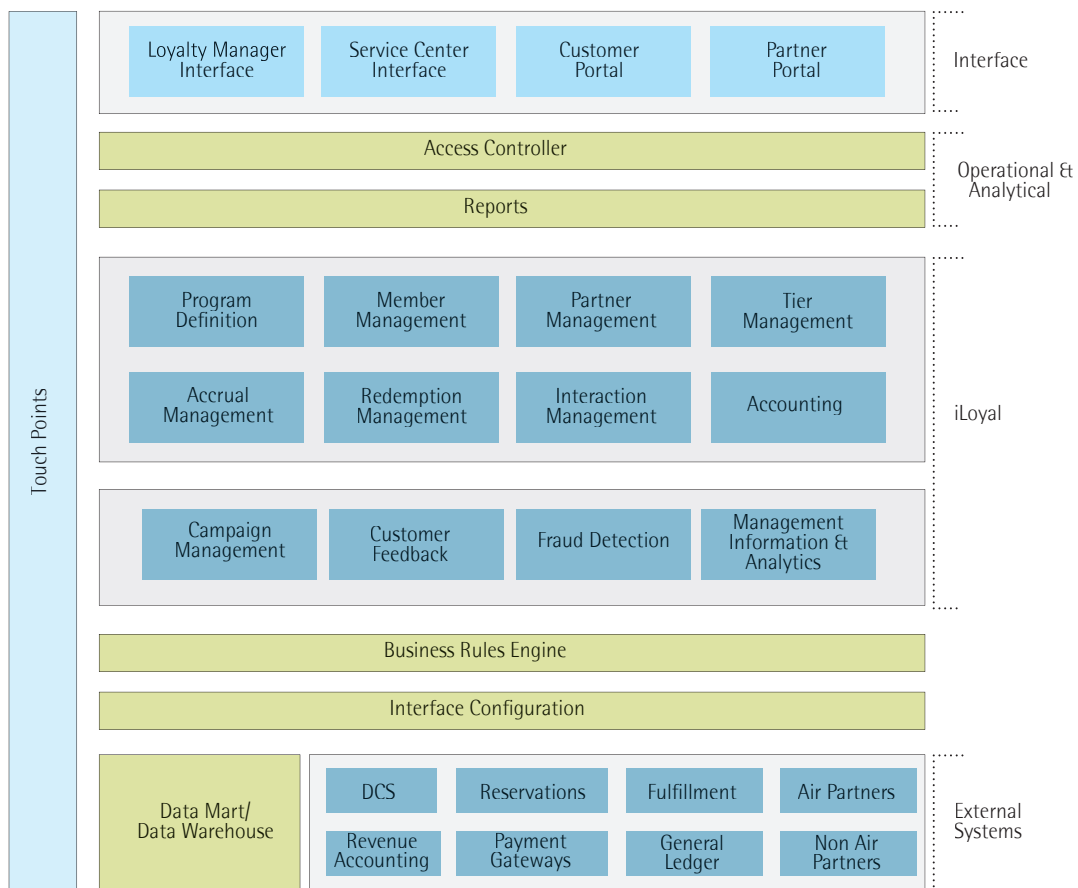 Touch Points
Loyalty Manager
Interface
Service Center
Interface
Customer
Portal
Partner
Portal
Interface
Access Controller
Reports
Operational &
Analytical
Program
Definition
Member
Management
Partner
Management
Tier
Management
Accrual
Management
Redemption
Management
Interaction
Management
Accounting
iLoyal
Campaign
Management
Customer
Feedback
Fraud Detection
Management
Information &
Analytics
Business Rules Engine
Interface Configuration
Data Mart/
Data Warehouse
DCS
Reservations
Fulfillment
Air Partners
Revenue
Accounting
Payment
Gateways
General
Ledger
Non Air
Partners
External
Systems